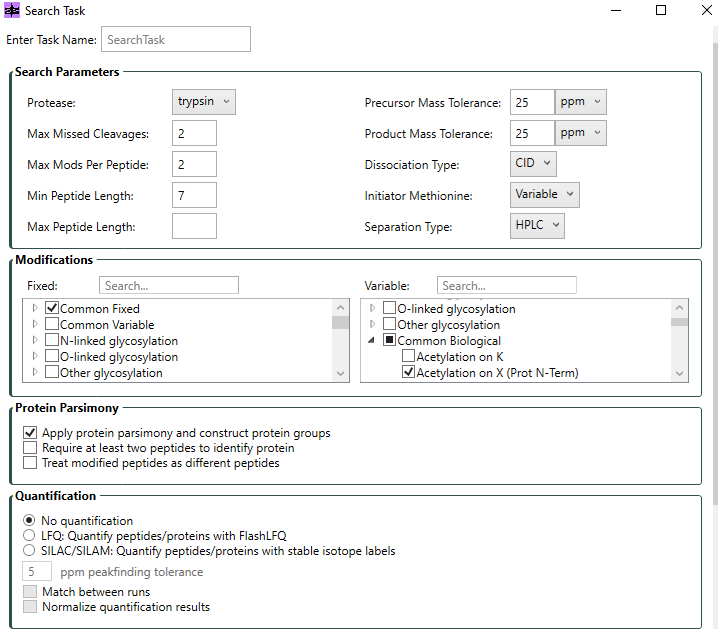 Search Task
Enter Task Name: SearchTask
Search Parameters
Protease: trypsin
Max Missed Cleavages: 2
Max Mods Per Peptide: 2
Min Peptide Length: 7
Max Peptide Length:
Precursor Mass Tolerance: 25 ppm
Product Mass Tolerance: 25 ppm
Dissociation Type: CID
Initiator Methionine: Variable
Separation Type: HPLC
Modifications
Fixed: Search...
Common Fixed
Common Variable
N-linked glycosylation
O-linked glycosylation
Other glycosylation
Variable: Search...
O-linked glycosylation
Other glycosylation
Common Biological
Acetylation on K
Acetylation on X (Prot N-Term)
Protein Parsimony
Apply protein parsimony and construct protein groups
Require at least two peptides to identify protein
Treat modified peptides as different peptides
Quantification
No quantification
LFQ: Quantify peptides/proteins with FlashLFQ
SILAC/SILAM: Quantify peptides/proteins with stable isotope labels
5 ppm peakfinding tolerance
Match between runs
Normalize quantification results